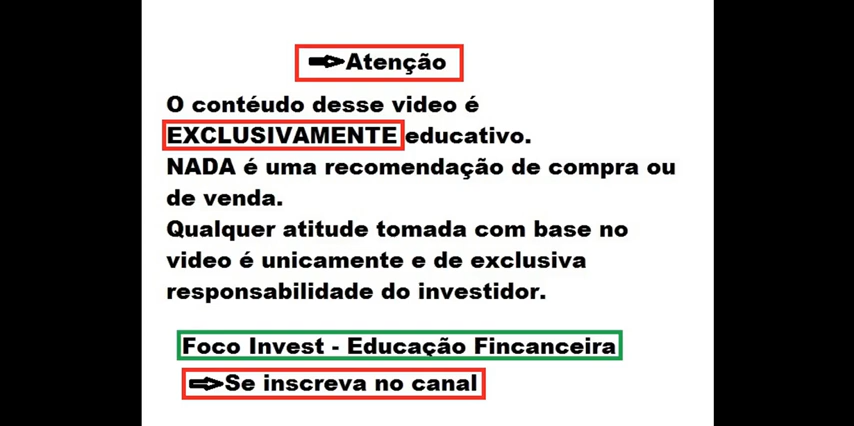 ⇨Atenção
O contéudo desse video é
EXCLUSIVAMENTE educativo.
NADA é uma recomendação de compra ou
de venda.
Qualquer atitude tomada com base no
video é unicamente e de exclusiva
responsabilidade do investidor.
Foco Invest - Educação Fincanceira
⇨Se inscreva no canal